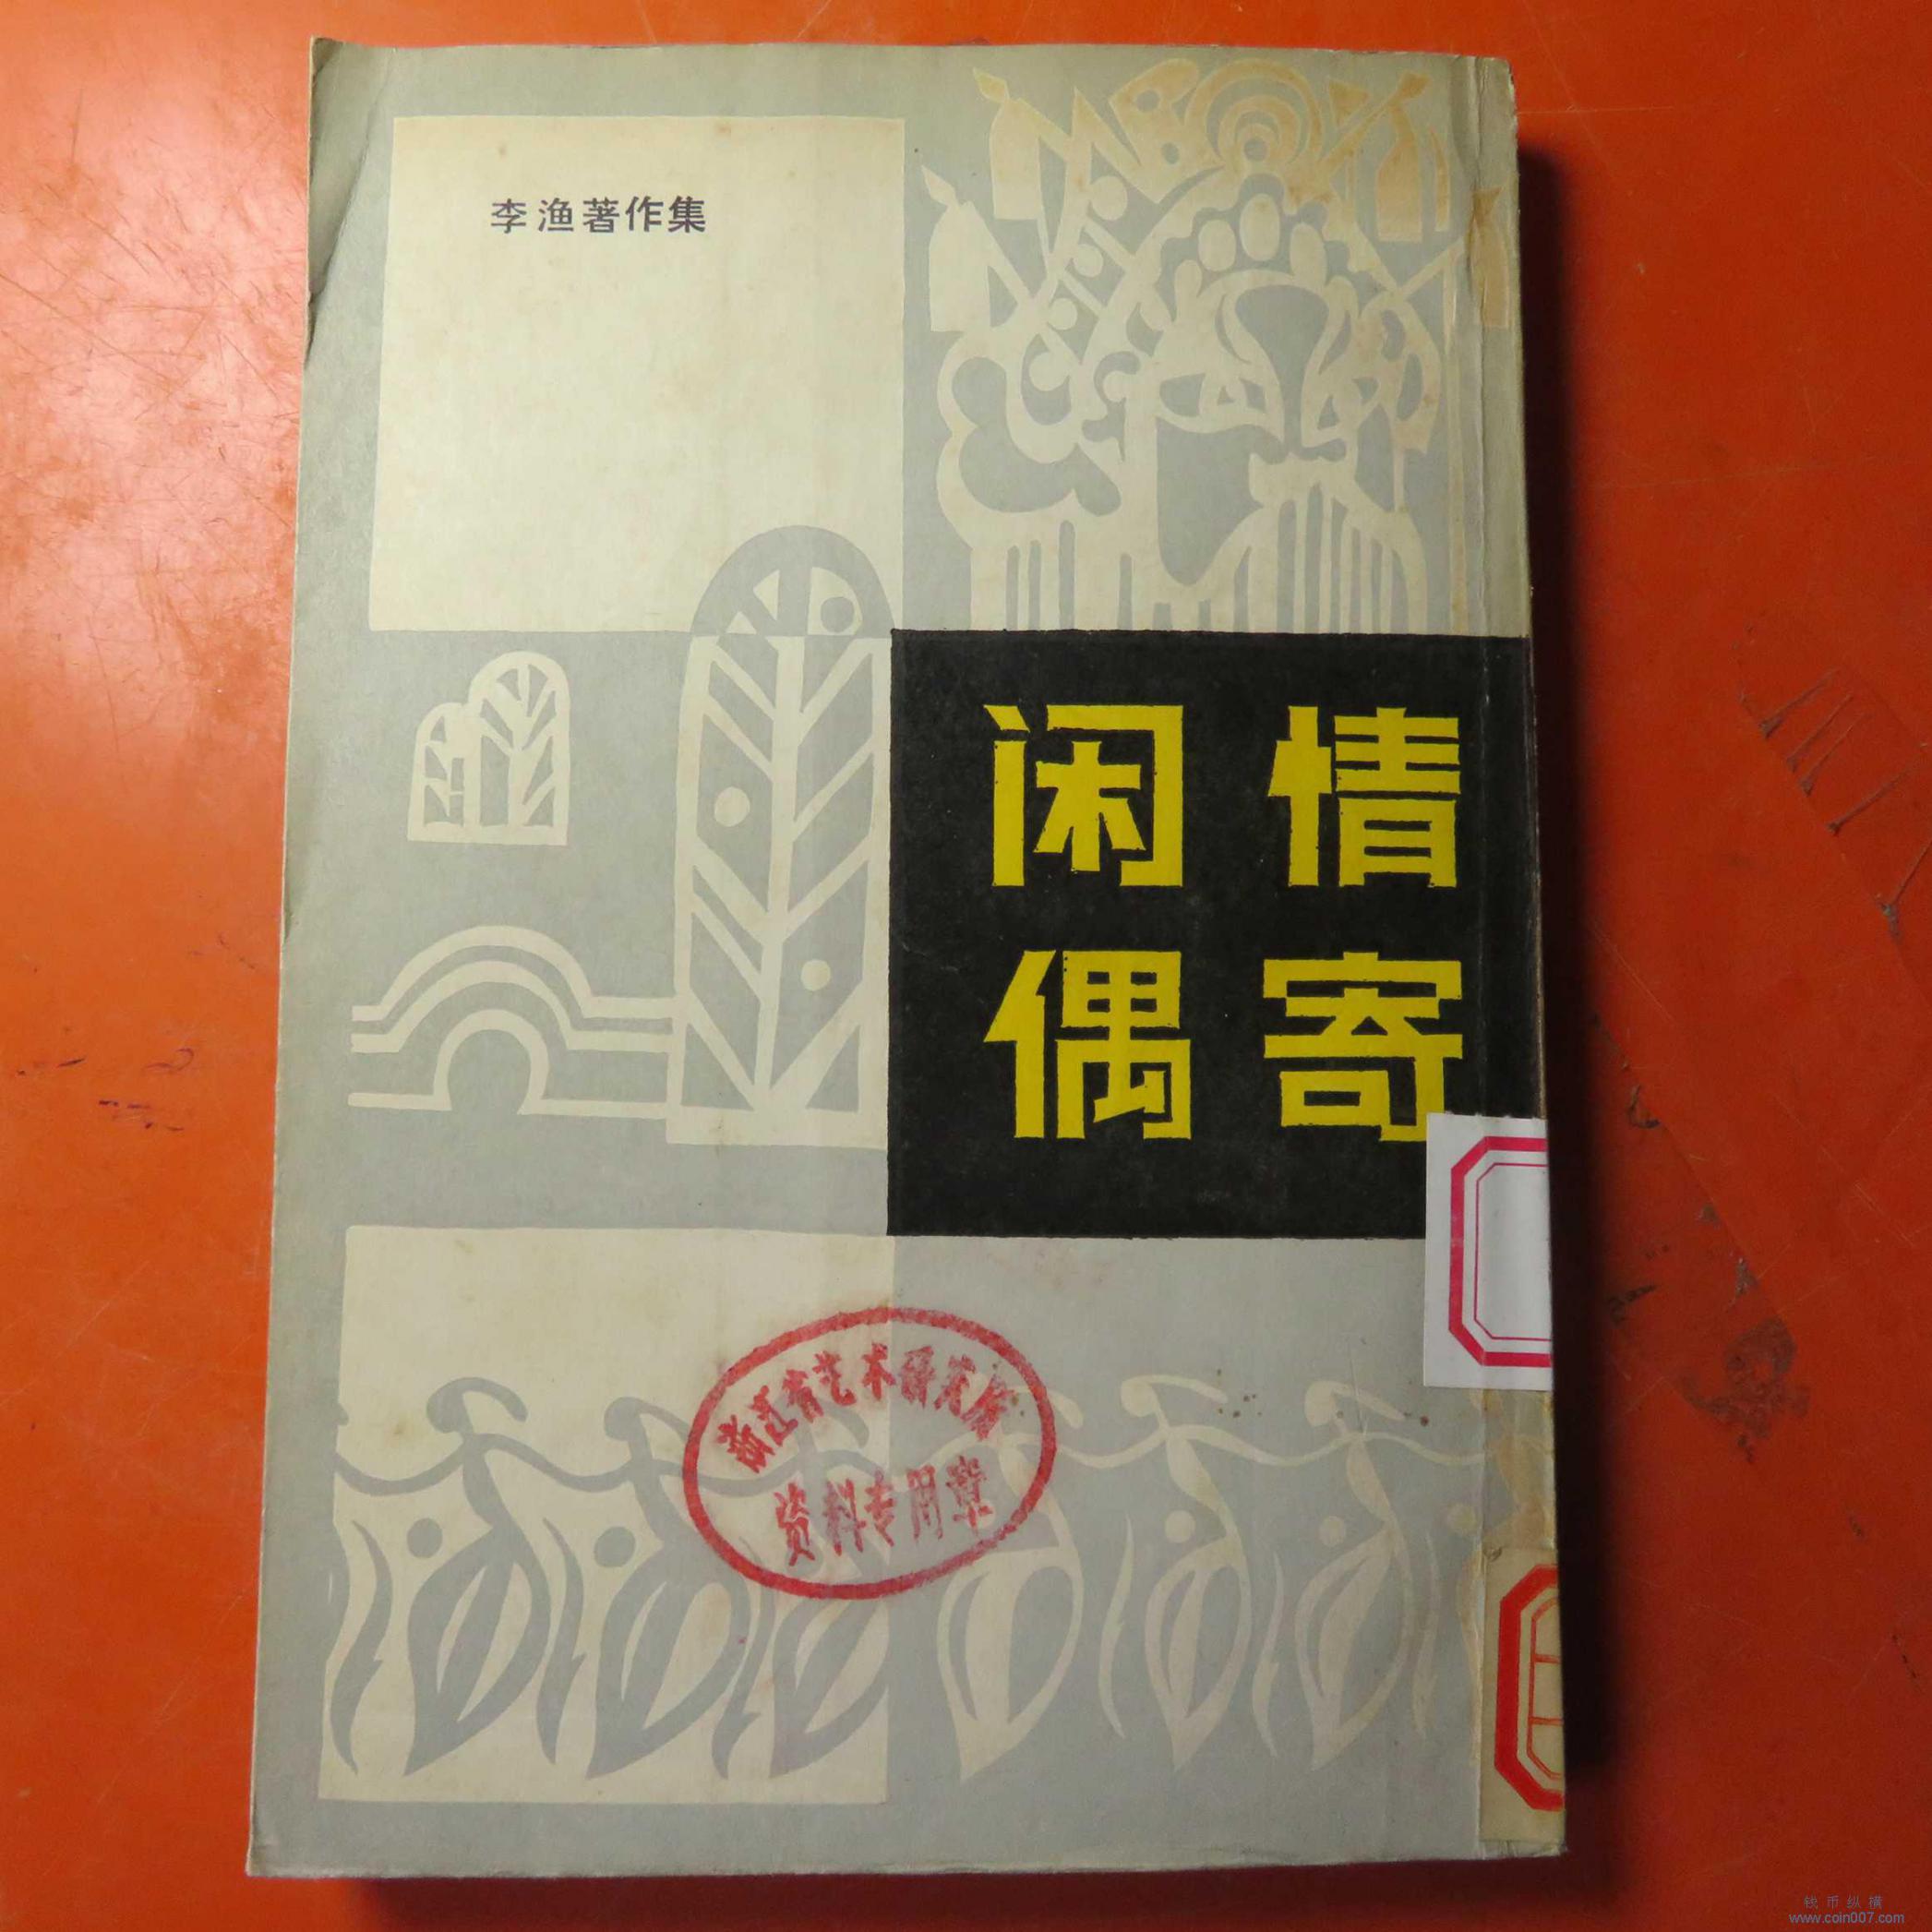 李渔著作集
闲情
偶寄
浙江省艺术研究所
资料专用章
钱币纵横
www.coin007.com